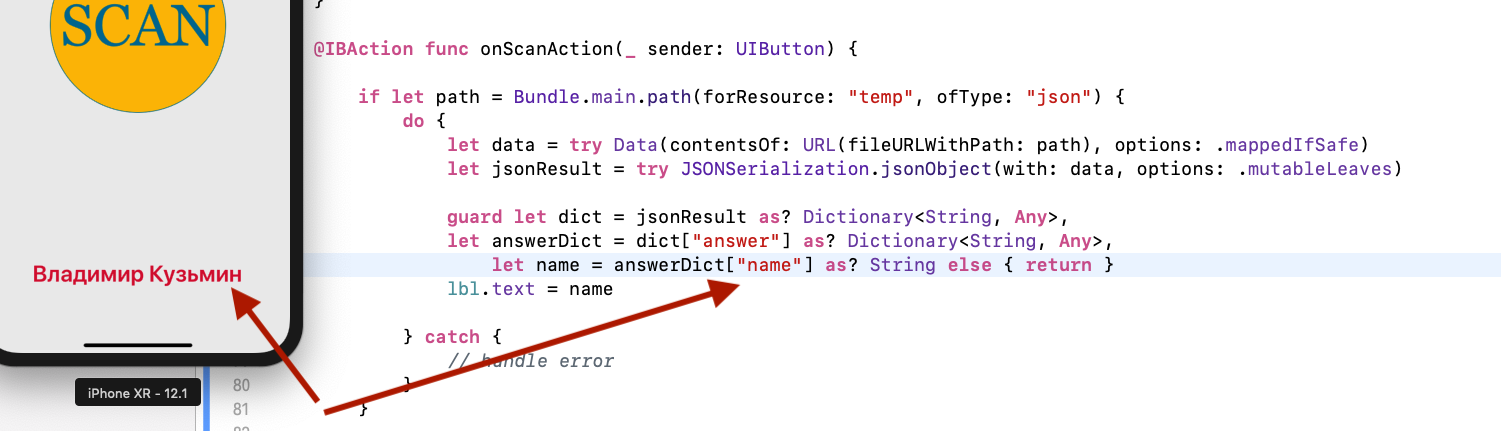 SCAN
Владимир Кузьмин
iPhone XR - 12.1
80
81
}
@IBAction func onScanAction(_ sender: UIButton) {
if let path = Bundle.main.path(forResource: "temp", ofType: "json") {
do {
let data = try Data(contentsOf: URL(fileURLWithPath: path), options: .mappedIfSafe)
let jsonResult = try JSONSerialization.jsonObject(with: data, options: .mutableLeaves)
guard let dict = jsonResult as? Dictionary<String, Any>,
let answerDict = dict["answer"] as? Dictionary<String, Any>,
let name = answerDict["name"] as? String else { return }
lbl.text = name
} catch {
// handle error
}
}